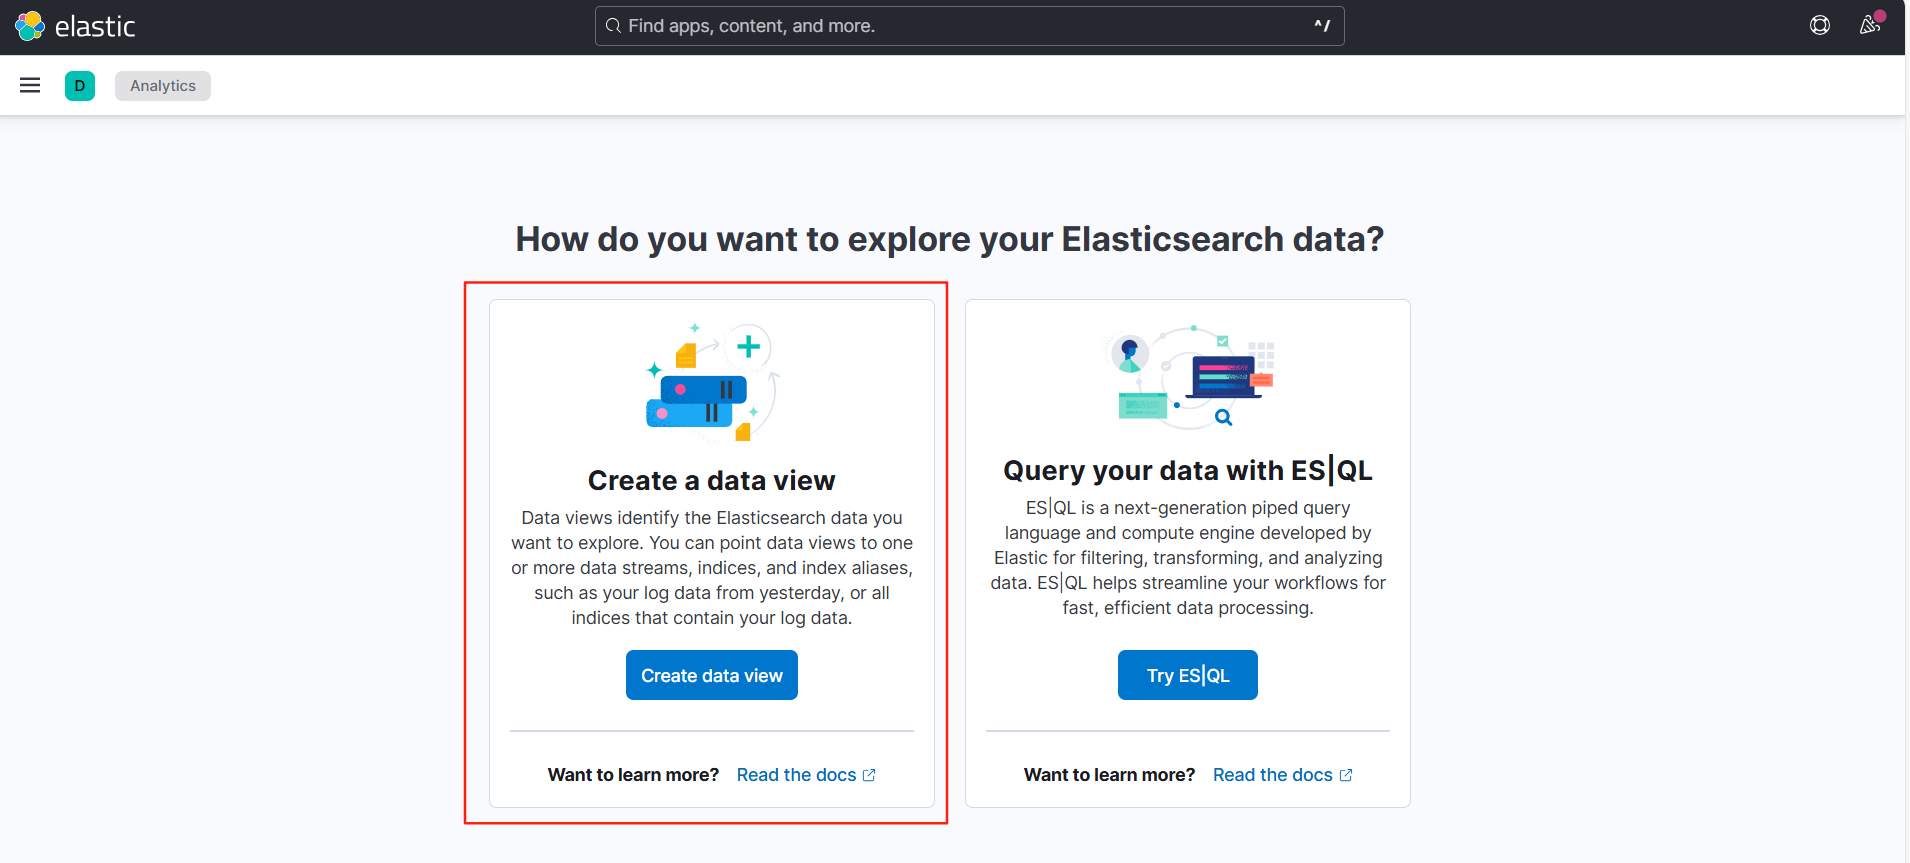 elastic
Find apps, content, and more.
^/
D
Analytics
How do you want to explore your Elasticsearch data?
Create a data view
Data views identify the Elasticsearch data you
want to explore. You can point data views to one
or more data streams, indices, and index aliases,
such as your log data from yesterday, or all
indices that contain your log data.
Create data view
Want to learn more? Read the docs
Query your data with ES|QL
ES|QL is a next-generation piped query
language and compute engine developed by
Elastic for filtering, transforming, and analyzing
data. ES|QL helps streamline your workflows for
fast, efficient data processing.
Try ES|QL
Want to learn more? Read the docs